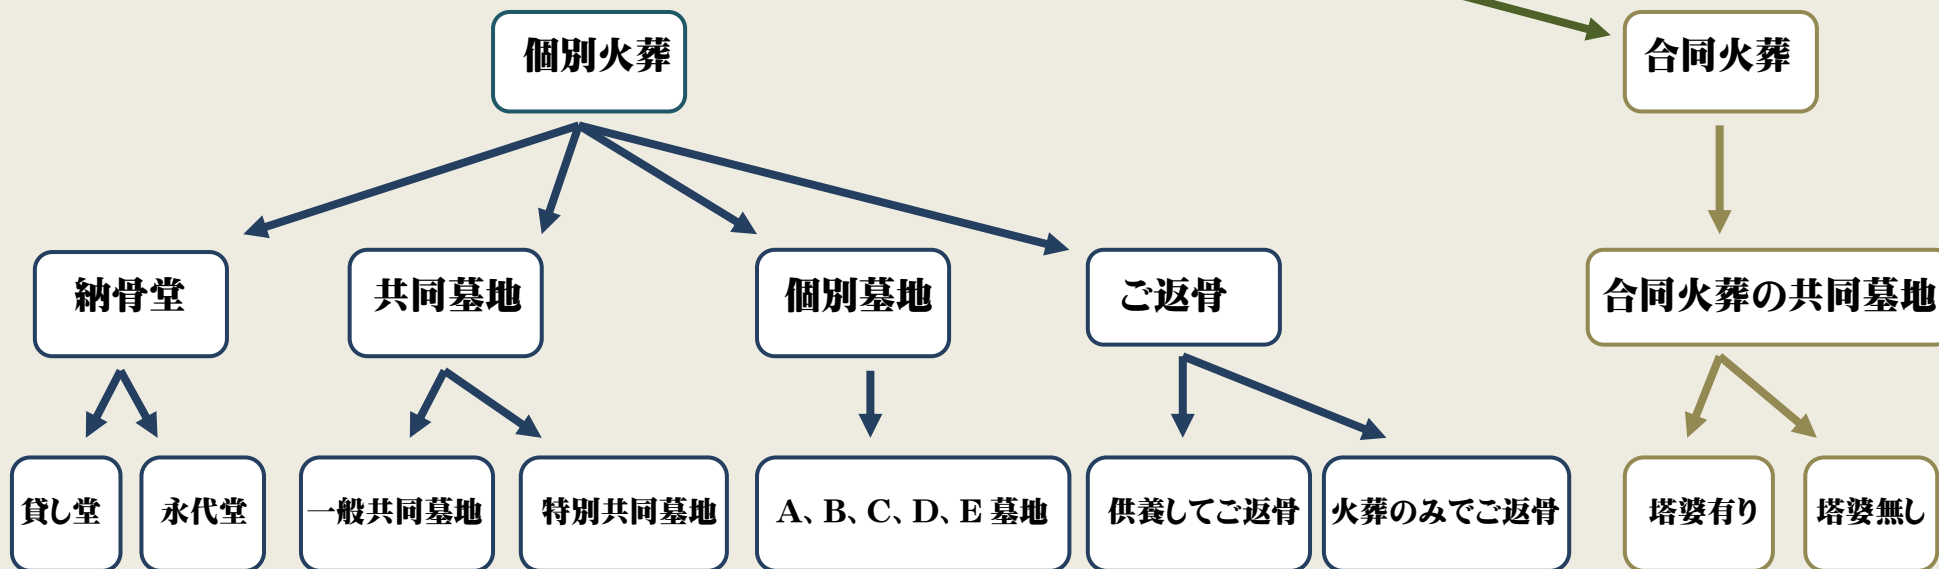 個別火葬
合同火葬
納骨堂
共同墓地
個別墓地
ご返骨
合同火葬の共同墓地
貸し堂
永代堂
一般共同墓地
特別共同墓地
A、B、C、D、E 墓地
供養してご返骨
火葬のみでご返骨
塔婆有り
塔婆無し